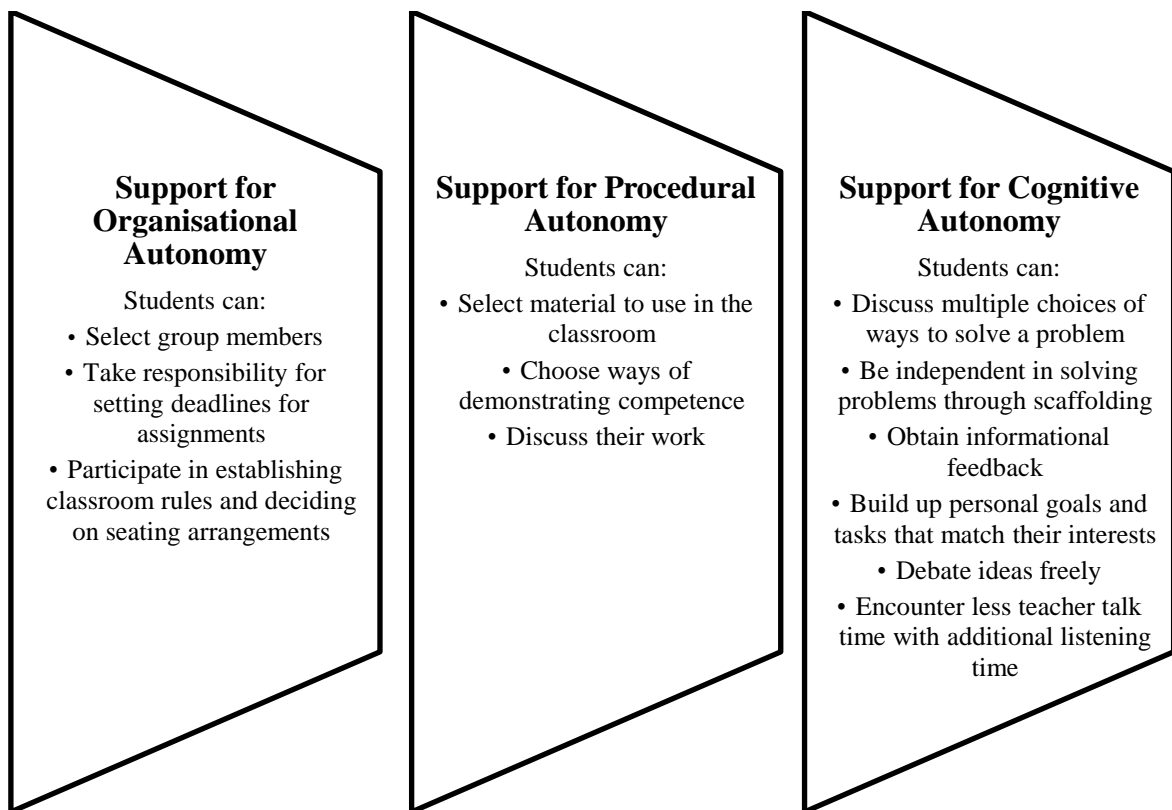 Support for
Organisational
Autonomy
Students can:
• Select group members
• Take responsibility for
setting deadlines for
assignments
• Participate in establishing
classroom rules and deciding
on seating arrangements
Support for Procedural
Autonomy
Students can:
• Select material to use in the
classroom
• Choose ways of
demonstrating competence
• Discuss their work
Support for Cognitive
Autonomy
Students can:
• Discuss multiple choices of
ways to solve a problem
• Be independent in solving
problems through scaffolding
• Obtain informational
feedback
• Build up personal goals and
tasks that match their interests
• Debate ideas freely
• Encounter less teacher talk
time with additional listening
time